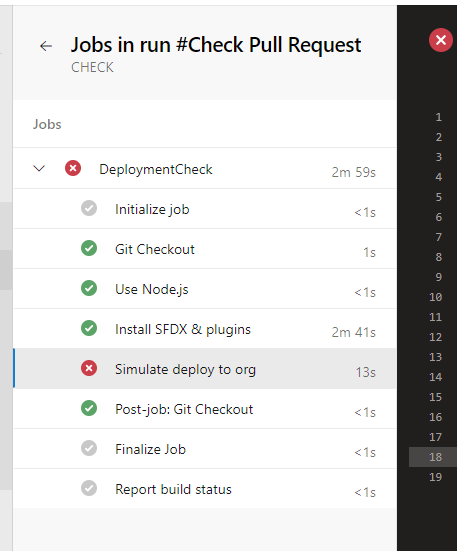 Jobs in run #Check Pull Request
CHECK
Jobs
DeploymentCheck 2m 59s
Initialize job <1s
Git Checkout 1s
Use Node.js <1s
Install SFDX & plugins 2m 41s
Simulate deploy to org 13s
Post-job: Git Checkout <1s
Finalize Job <1s
Report build status <1s
1
2
3
4
5
6
7
8
9
10
11
12
13
14
15
16
17
18
19